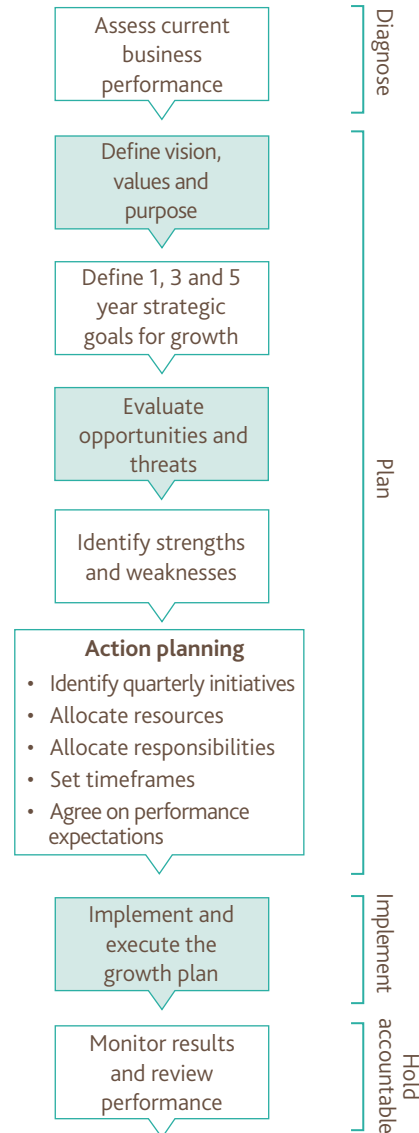 Assess current
business
performance
Diagnose
Define vision,
values and
purpose
Define 1, 3 and 5
year strategic
goals for growth
Evaluate
opportunities and
threats
Identify strengths
and weaknesses
Action planning
• Identify quarterly initiatives
• Allocate resources
• Allocate responsibilities
• Set timeframes
• Agree on performance
expectations
Plan
Implement and
execute the
growth plan
Implement
Monitor results
and review
performance
Hold
accountable